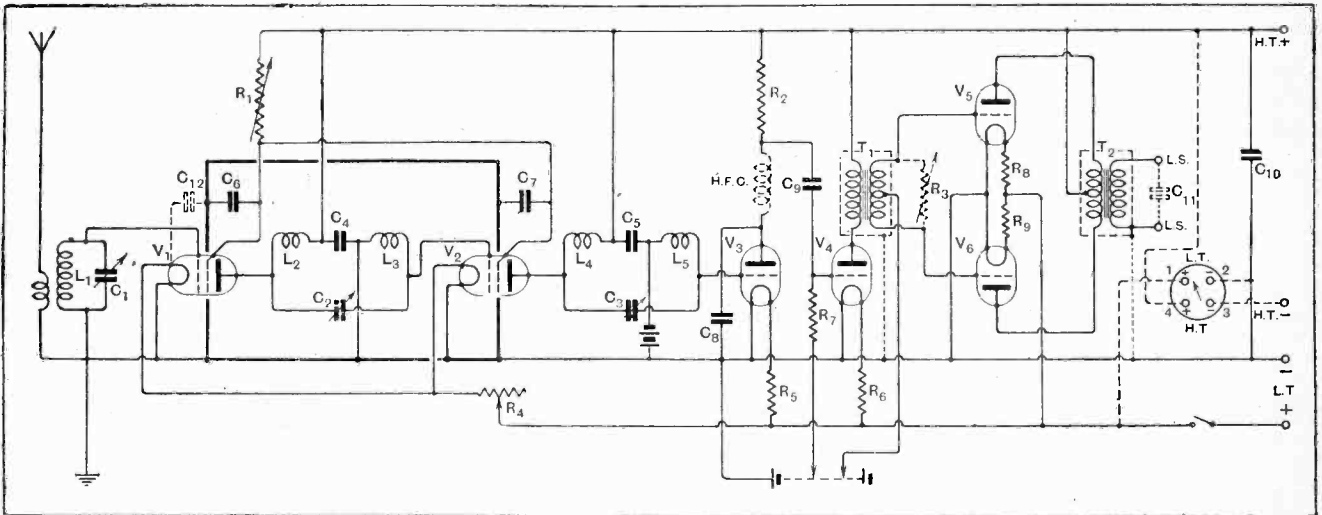 H.T.+
R1
R2
V5
C12
C6
C7
H.F.C.
C9
T1
R3
R8
T2
L.S.
C11
L.S.
C10
V1
C4
V2
C5
V3
V4
V6
R9
L1
C1
L2
L3
L4
L5
L.T.
1 + − 2
4 + − 3
H.T
H.T.−
C2
C3
C8
R7
R5
R6
−
L.T
+
R4